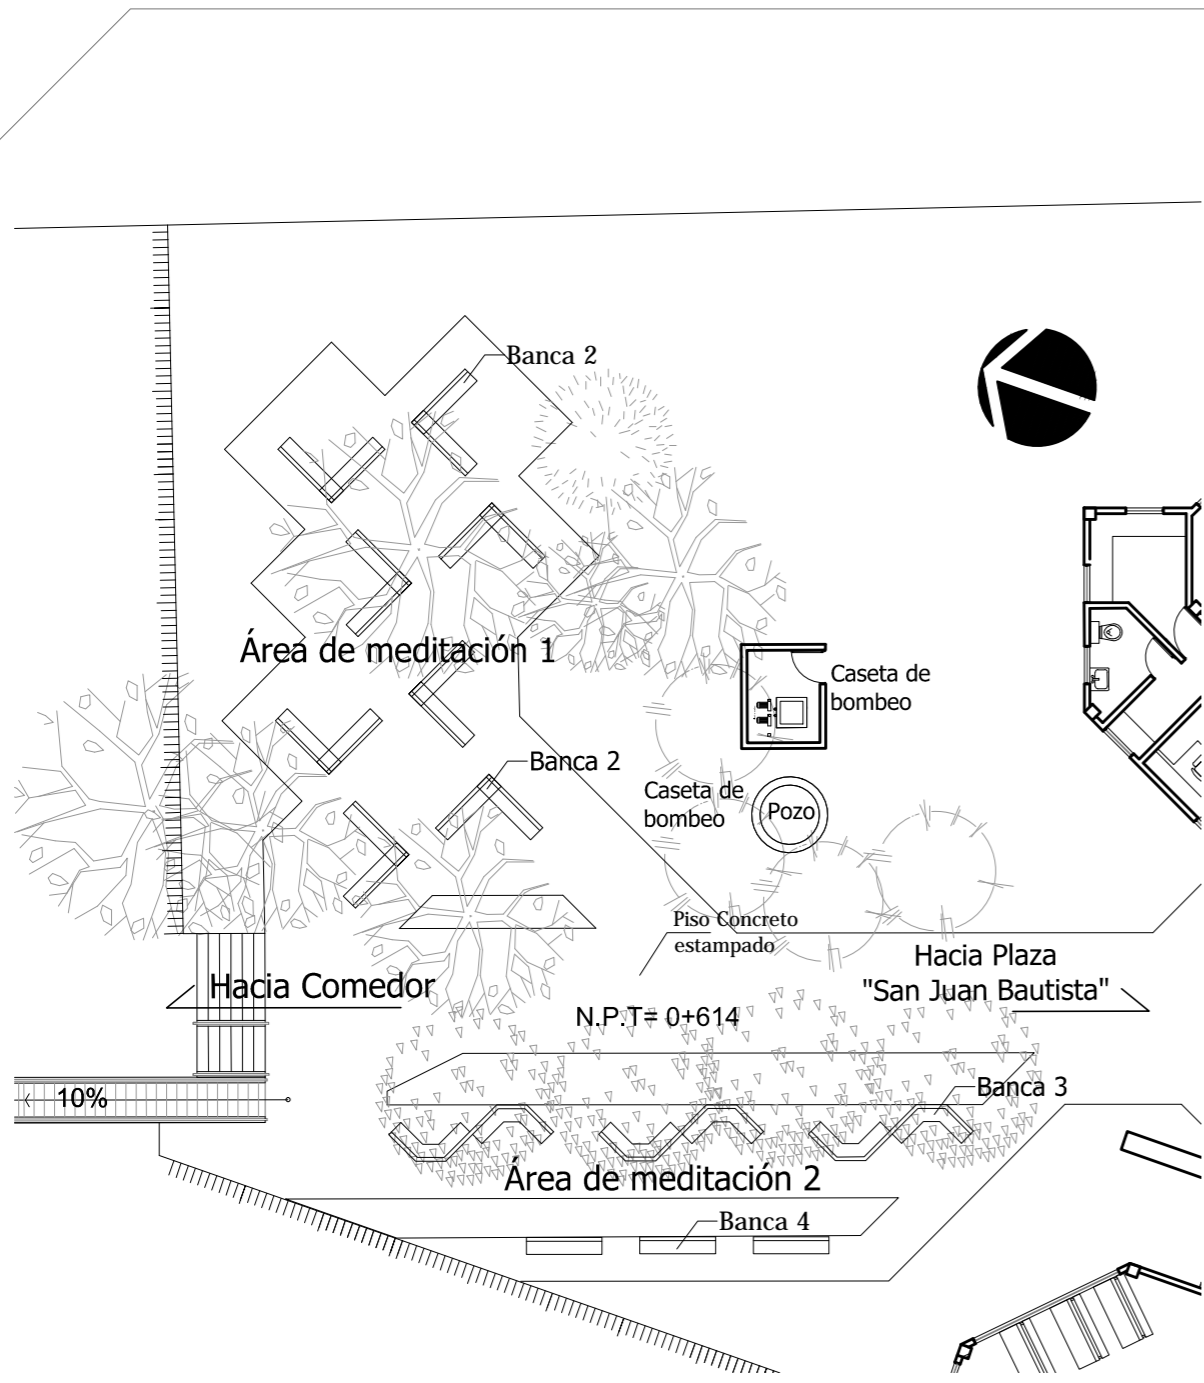 Banca 2
Área de meditación 1
Caseta de
bombeo
Banca 2
Caseta de
bombeo
Pozo
Piso Concreto
estampado
Hacia Plaza
"San Juan Bautista"
Hacia Comedor
N.P.T= 0+614
10%
Banca 3
Área de meditación 2
Banca 4